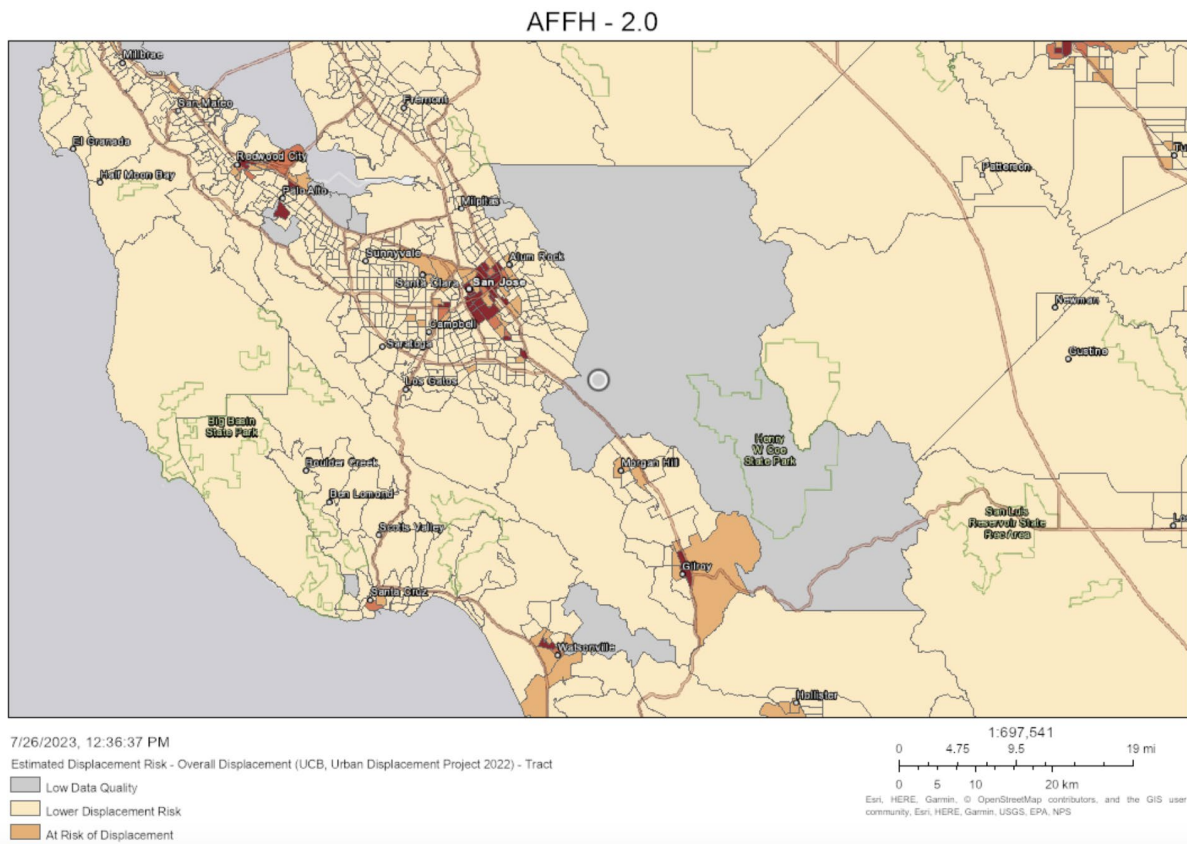 AFFH - 2.0
Millbrae
San Mateo
Fremont
El Granada
Redwood City
Half Moon Bay
Palo Alto
Patterson
Milpitas
Sunnyvale
Alum Rock
Santa Clara
San Jose
Newman
Campbell
Saratoga
Gustine
Los Gatos
Big Basin
State Park
Henry
W Coe
State Park
Boulder Creek
Morgan Hill
Ben Lomond
San Luis
Reservoir State
Rec Area
Scotts Valley
Gilroy
Santa Cruz
Watsonville
Hollister
7/26/2023, 12:36:37 PM
Estimated Displacement Risk - Overall Displacement (UCB, Urban Displacement Project 2022) - Tract
Low Data Quality
Lower Displacement Risk
At Risk of Displacement
1:697,541
0 4.75 9.5 19 mi
0 5 10 20 km
Esri, HERE, Garmin, © OpenStreetMap contributors, and the GIS user
community, Esri, HERE, Garmin, USGS, EPA, NPS